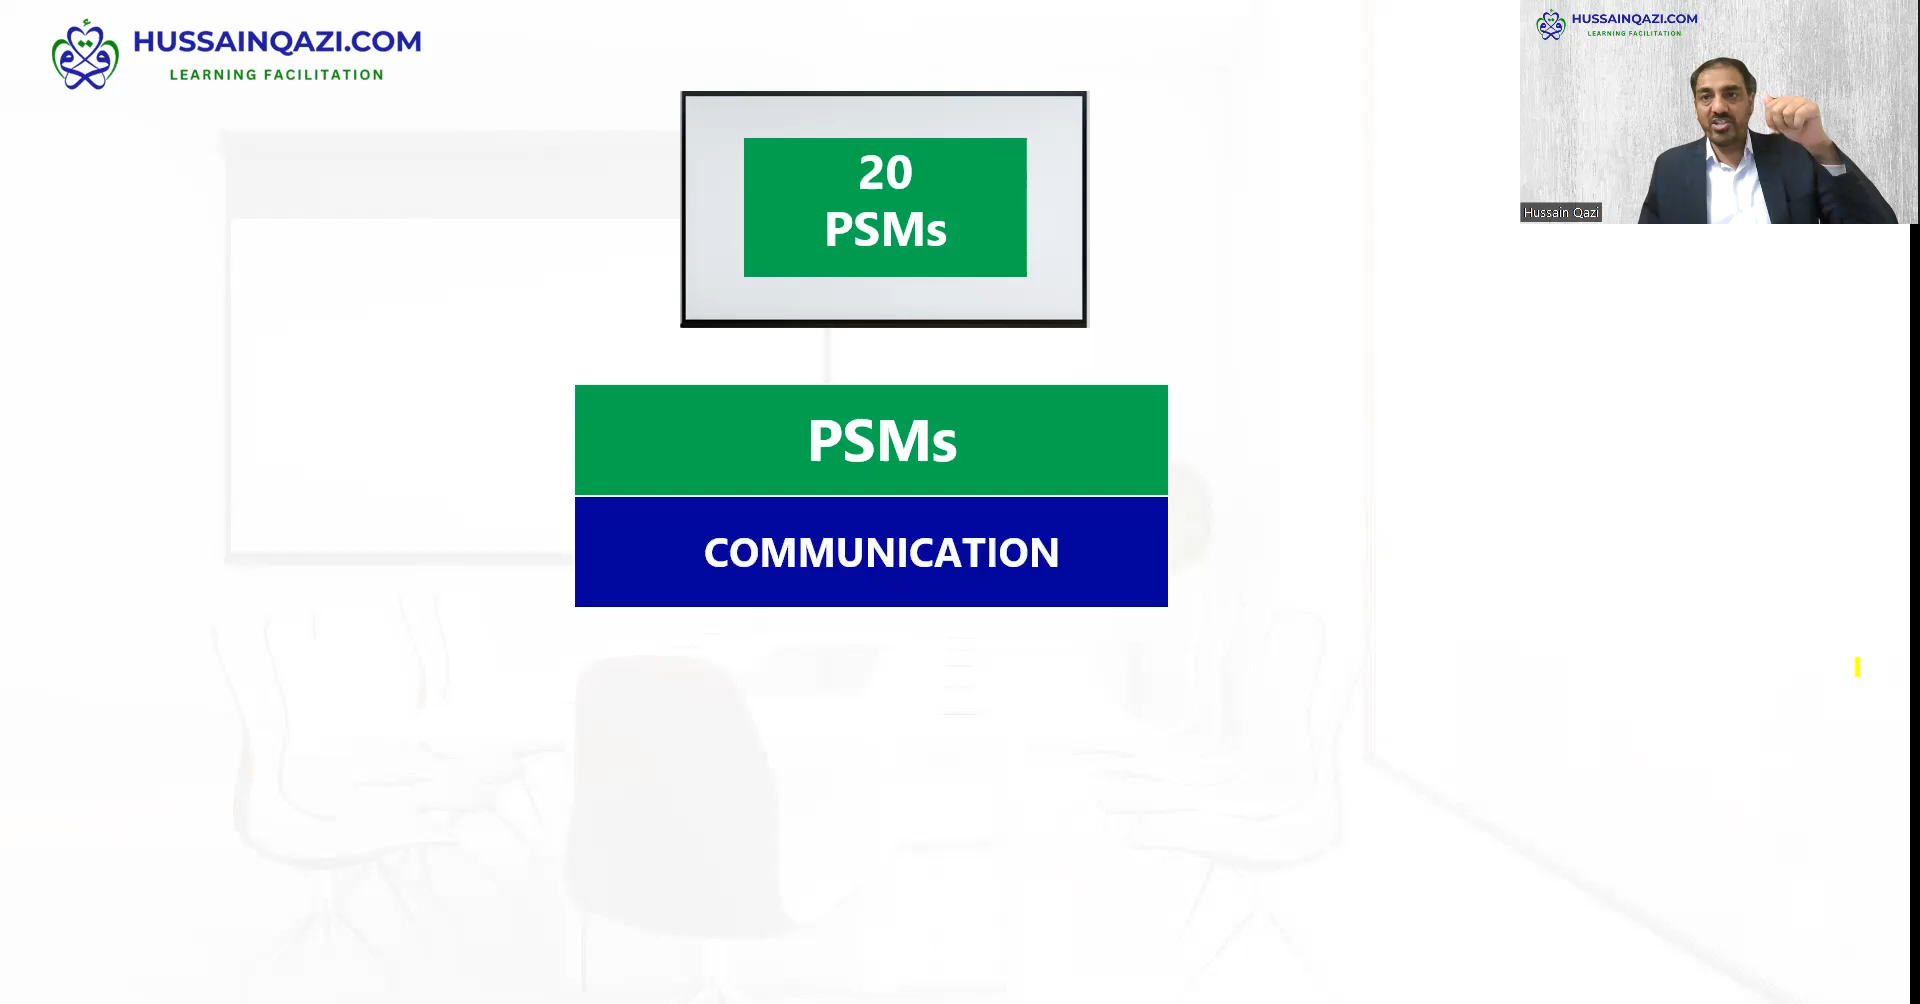 HUSSAINQAZI.COM
LEARNING FACILITATION
HUSSAINQAZI.COM
LEARNING FACILITATION
Hussain Qazi
20
PSMs
PSMs
COMMUNICATION